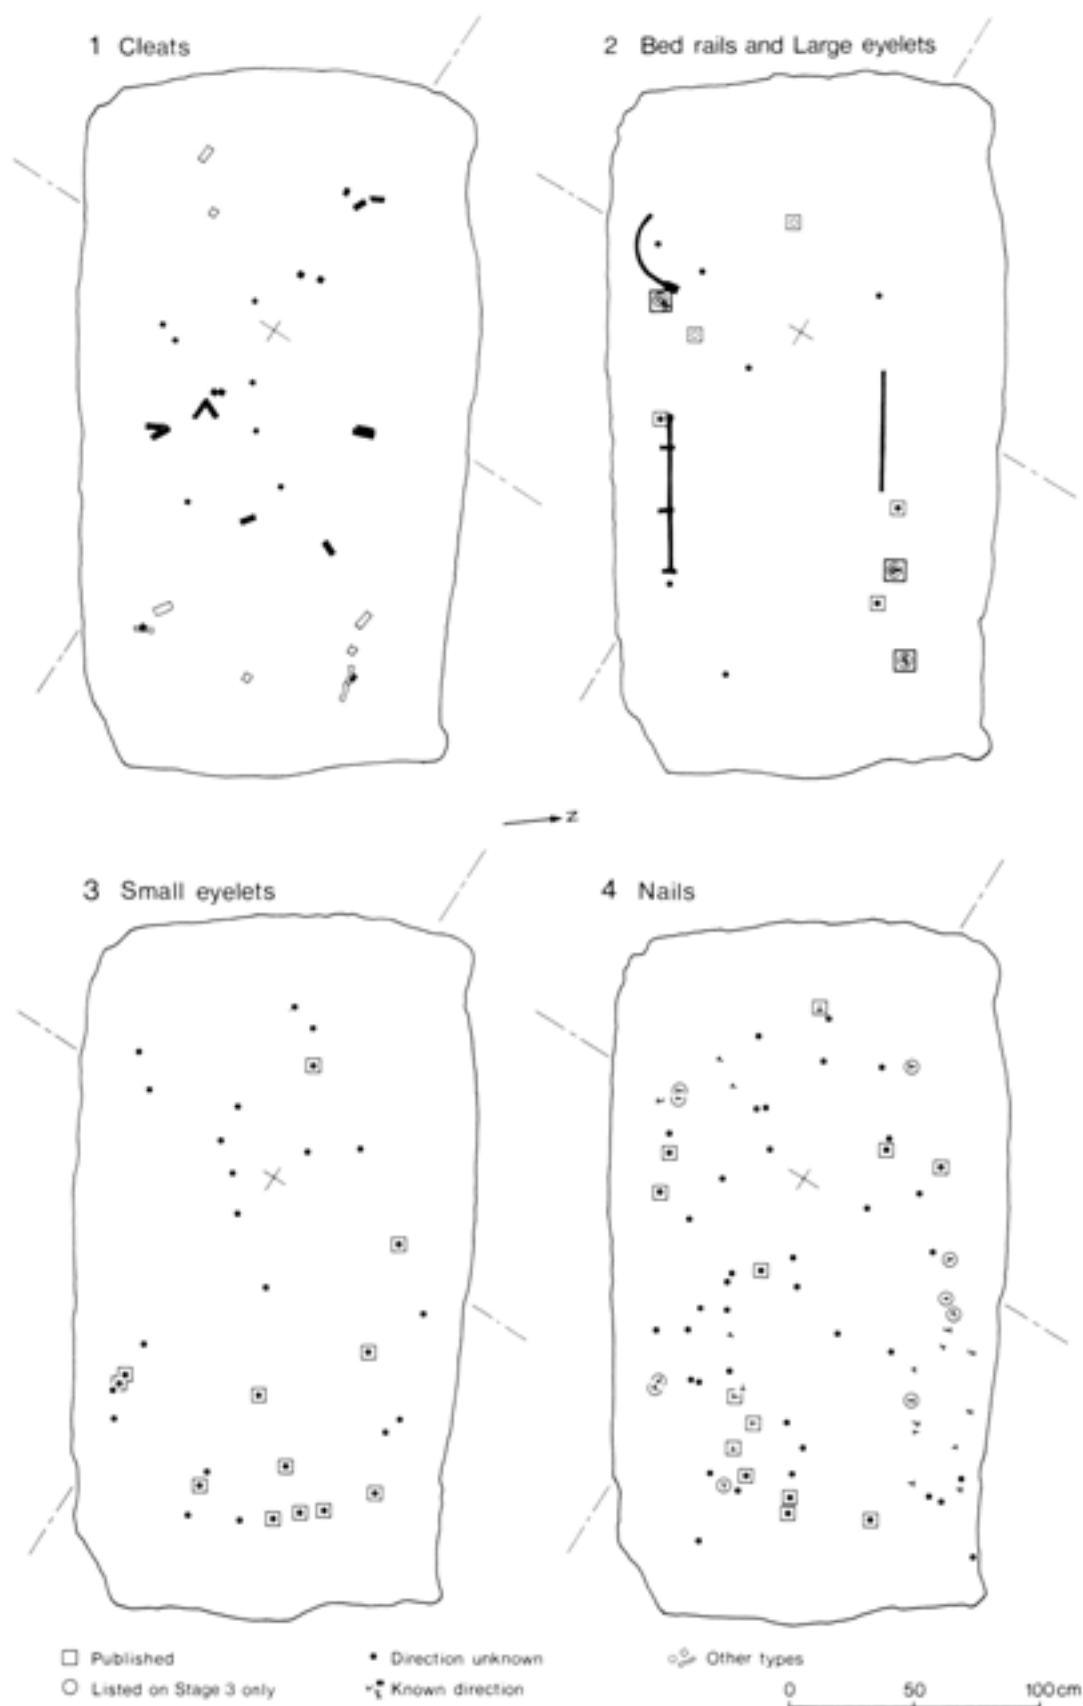 1 Cleats
2 Bed rails and Large eyelets
N
3 Small eyelets
4 Nails
Published
Direction unknown
Other types
Listed on Stage 3 only
Known direction
0 50 100cm